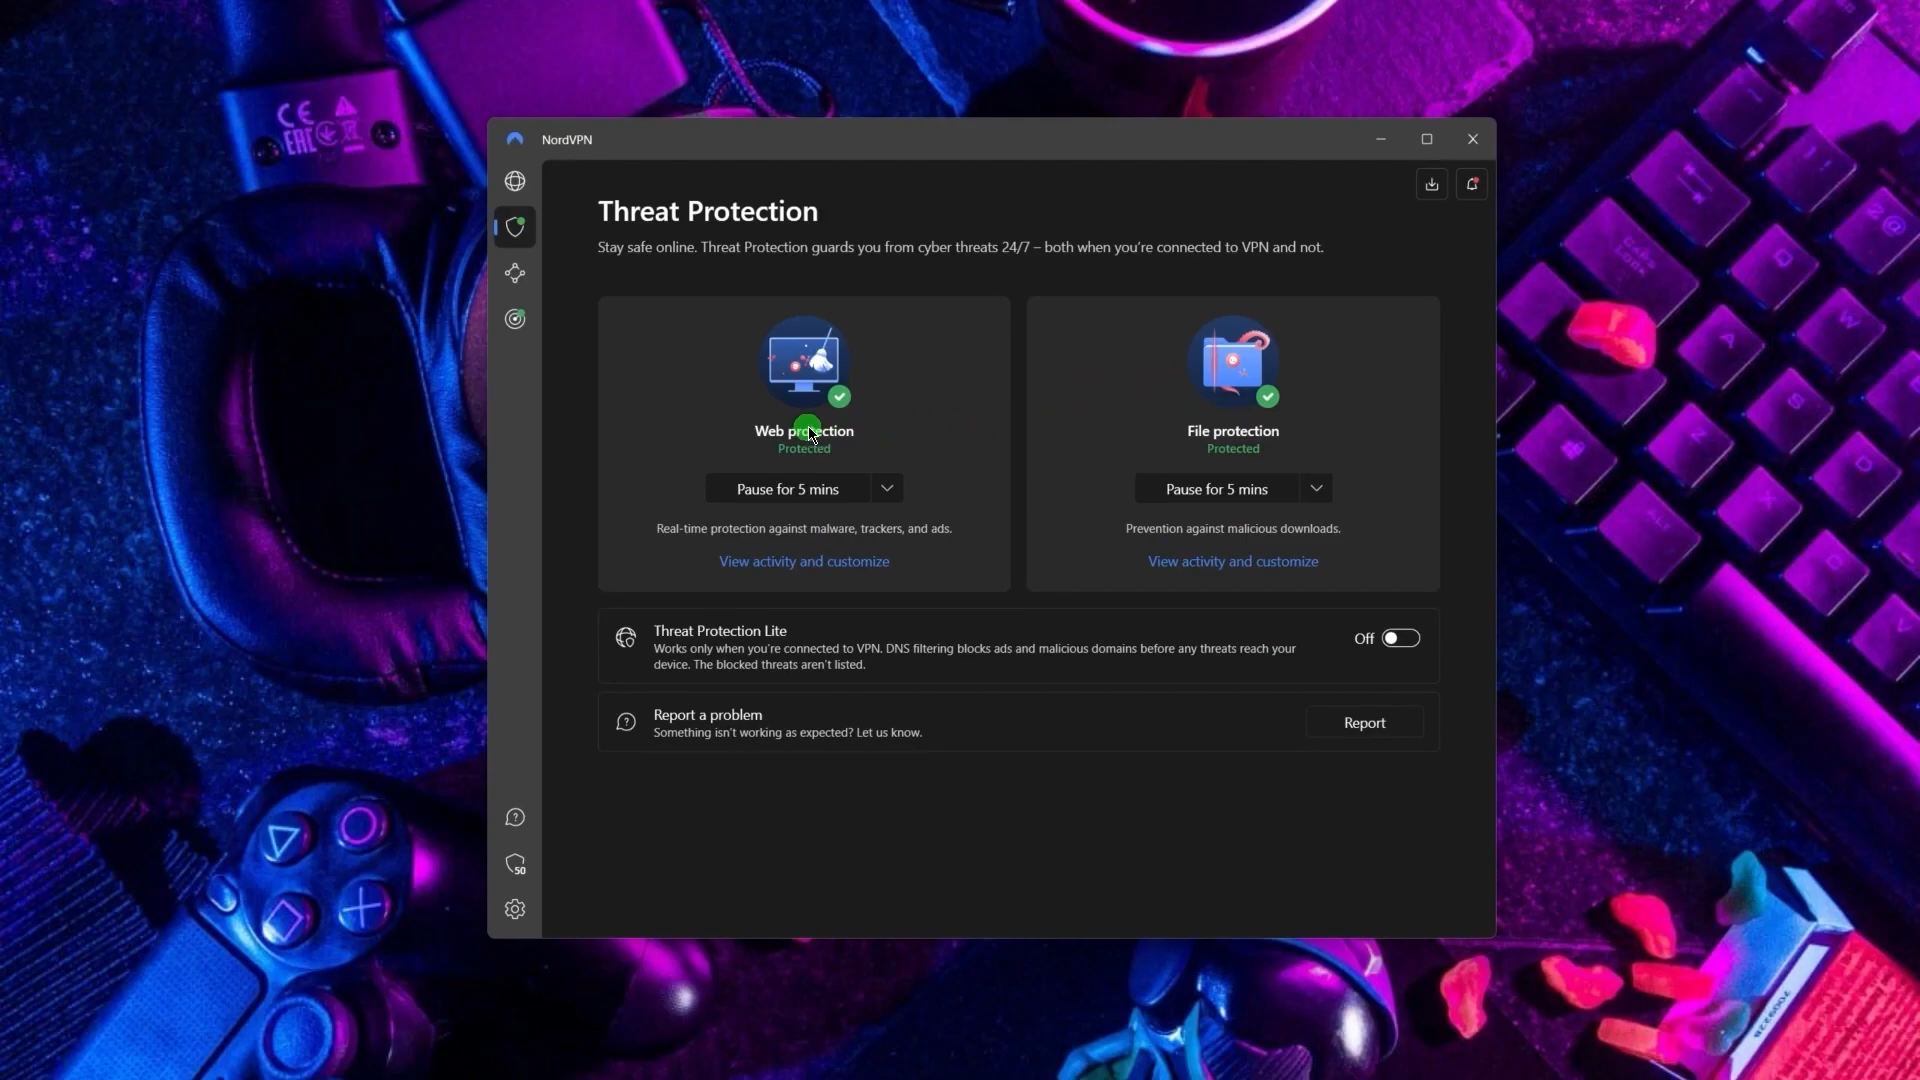 NordVPN
Threat Protection
Stay safe online. Threat Protection guards you from cyber threats 24/7 – both when you're connected to VPN and not.
Web protection
Protected
Pause for 5 mins
Real-time protection against malware, trackers, and ads.
View activity and customize
File protection
Protected
Pause for 5 mins
Prevention against malicious downloads.
View activity and customize
Threat Protection Lite
Works only when you're connected to VPN. DNS filtering blocks ads and malicious domains before any threats reach your
device. The blocked threats aren't listed.
Off
Report a problem
Something isn't working as expected? Let us know.
Report
50
CE
EAC
Caps
Lock
Q
W
A
S
Z
D
X
C
ALT